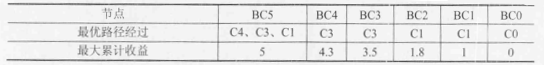 节点 BC5 BC4 BC3 BC2 BC1 BC0
最优路径经过 C4、C3、C1 C3 C3 C1 C1 C0
最大累计收益 5 4.3 3.5 1.8 1 0